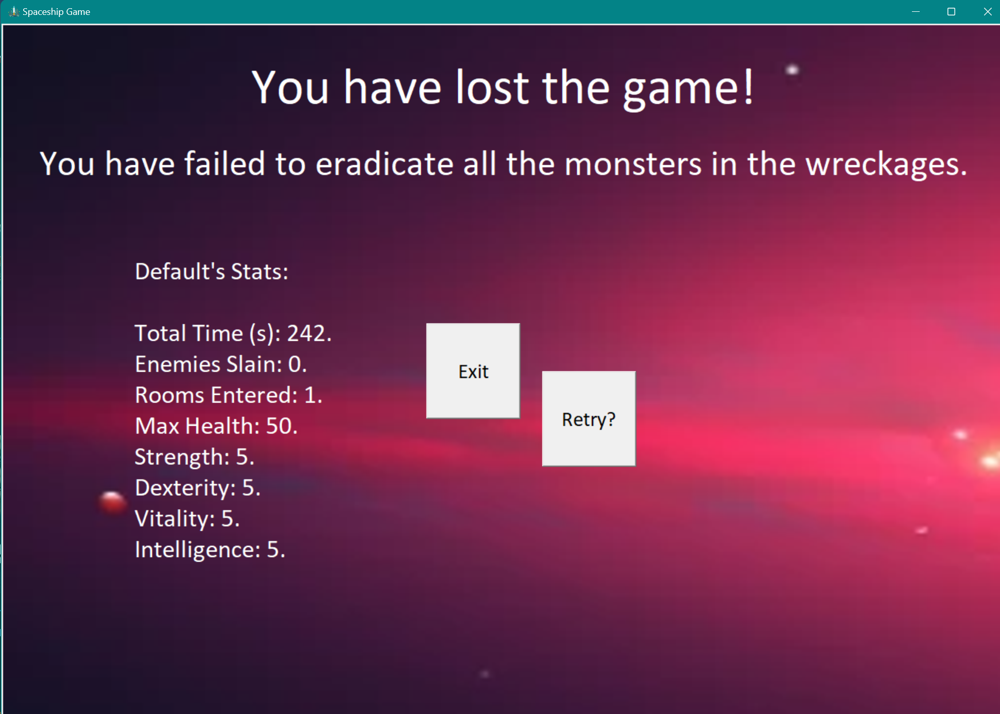 Spaceship Game
You have lost the game!
You have failed to eradicate all the monsters in the wreckages.
Default's Stats:
Total Time (s): 242.
Enemies Slain: 0.
Rooms Entered: 1.
Max Health: 50.
Strength: 5.
Dexterity: 5.
Vitality: 5.
Intelligence: 5.
Exit
Retry?